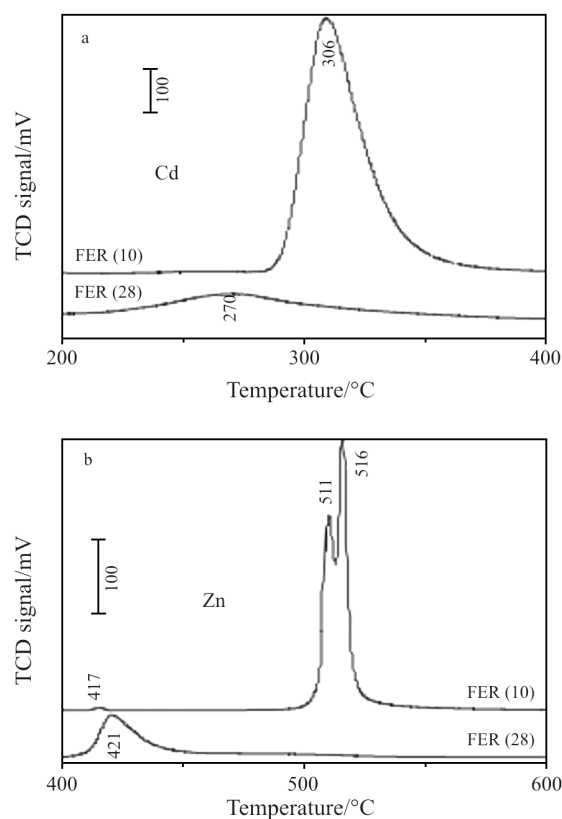 a
306
100
TCD signal/mV
Cd
FER (10)
FER (28)
270
200 300 400
Temperature/°C
b
516
511
100
TCD signal/mV
Zn
417
FER (10)
421
FER (28)
400 500 600
Temperature/°C